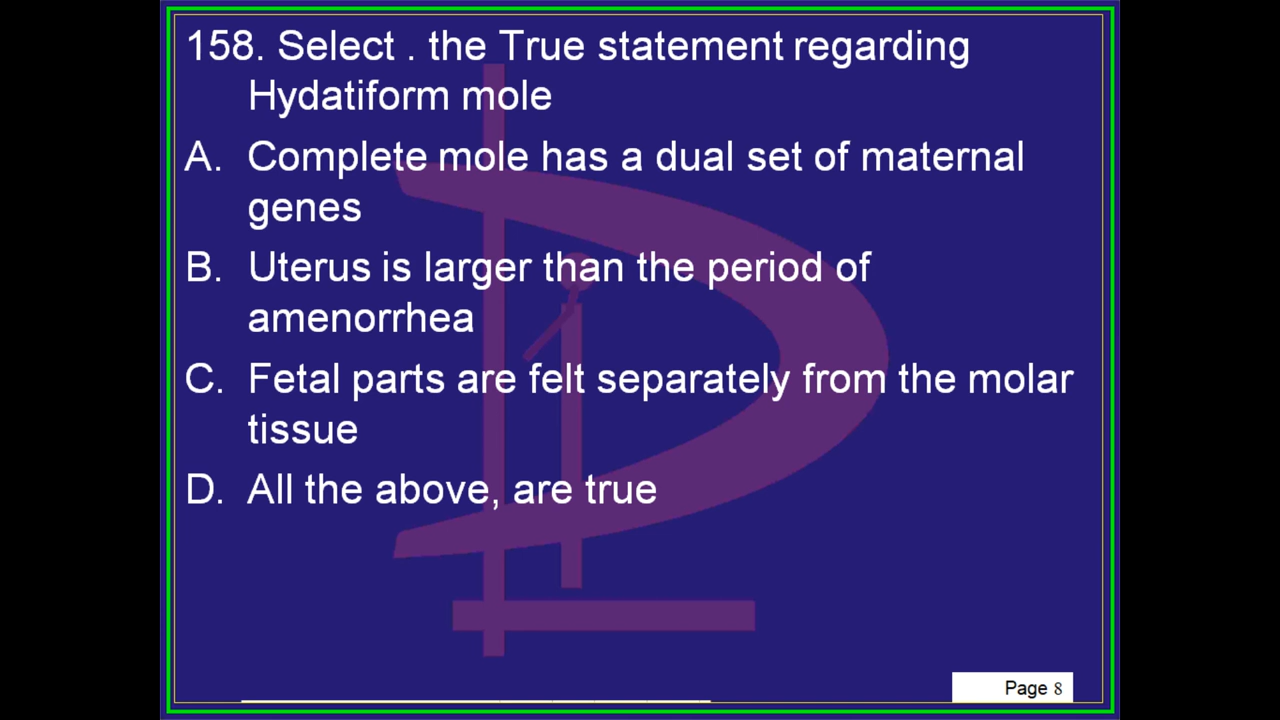 158. Select . the True statement regarding
Hydatiform mole
A. Complete mole has a dual set of maternal
genes
B. Uterus is larger than the period of
amenorrhea
C. Fetal parts are felt separately from the molar
tissue
D. All the above, are true
Page 8